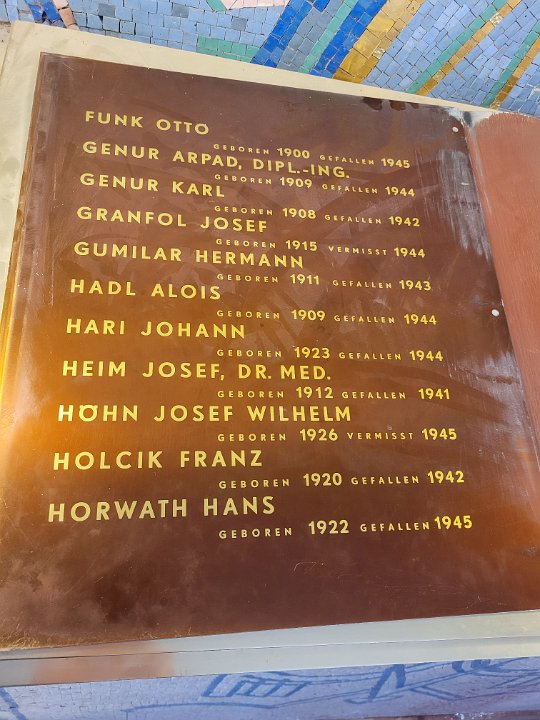 FUNK OTTO
GEBOREN 1900 GEFALLEN 1945
GENUR ARPAD, DIPL.-ING.
GEBOREN 1909 GEFALLEN 1944
GENUR KARL
GEBOREN 1908 GEFALLEN 1942
GRANFOL JOSEF
GEBOREN 1915 VERMISST 1944
GUMILAR HERMANN
GEBOREN 1911 GEFALLEN 1943
HADL ALOIS
GEBOREN 1909 GEFALLEN 1944
HARI JOHANN
GEBOREN 1923 GEFALLEN 1944
HEIM JOSEF, DR. MED.
GEBOREN 1912 GEFALLEN 1941
HÖHN JOSEF WILHELM
GEBOREN 1926 VERMISST 1945
HOLCIK FRANZ
GEBOREN 1920 GEFALLEN 1942
HORWATH HANS
GEBOREN 1922 GEFALLEN 1945